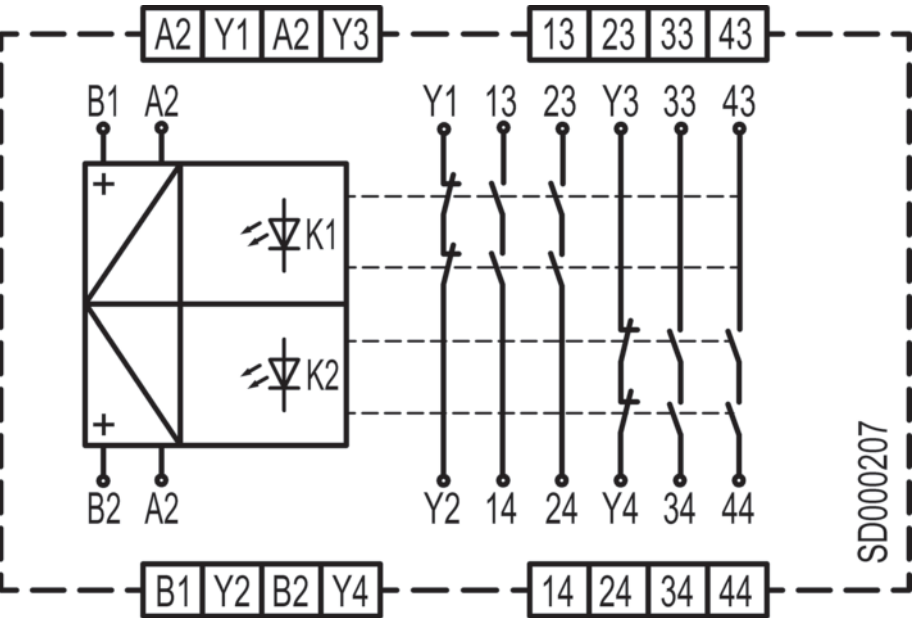 A2 Y1 A2 Y3 13 23 33 43
B1 A2 Y1 13 23 Y3 33 43
+
K1
K2
+
B2 A2 Y2 14 24 Y4 34 44
SD000207
B1 Y2 B2 Y4 14 24 34 44